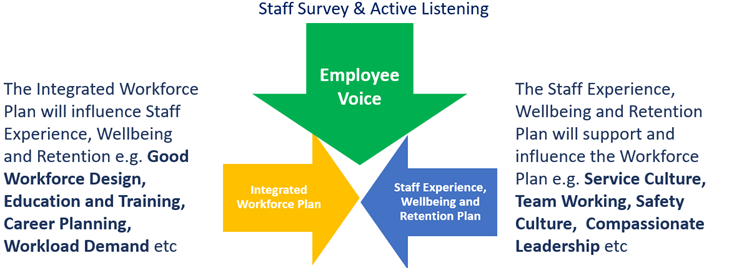 Staff Survey & Active Listening
Employee
Voice
The Integrated Workforce
Plan will influence Staff
Experience, Wellbeing
and Retention e.g. Good
Workforce Design,
Education and Training,
Career Planning,
Workload Demand etc
Integrated
Workforce Plan
Staff Experience,
Wellbeing and
Retention Plan
The Staff Experience,
Wellbeing and Retention
Plan will support and
influence the Workforce
Plan e.g. Service Culture,
Team Working, Safety
Culture, Compassionate
Leadership etc